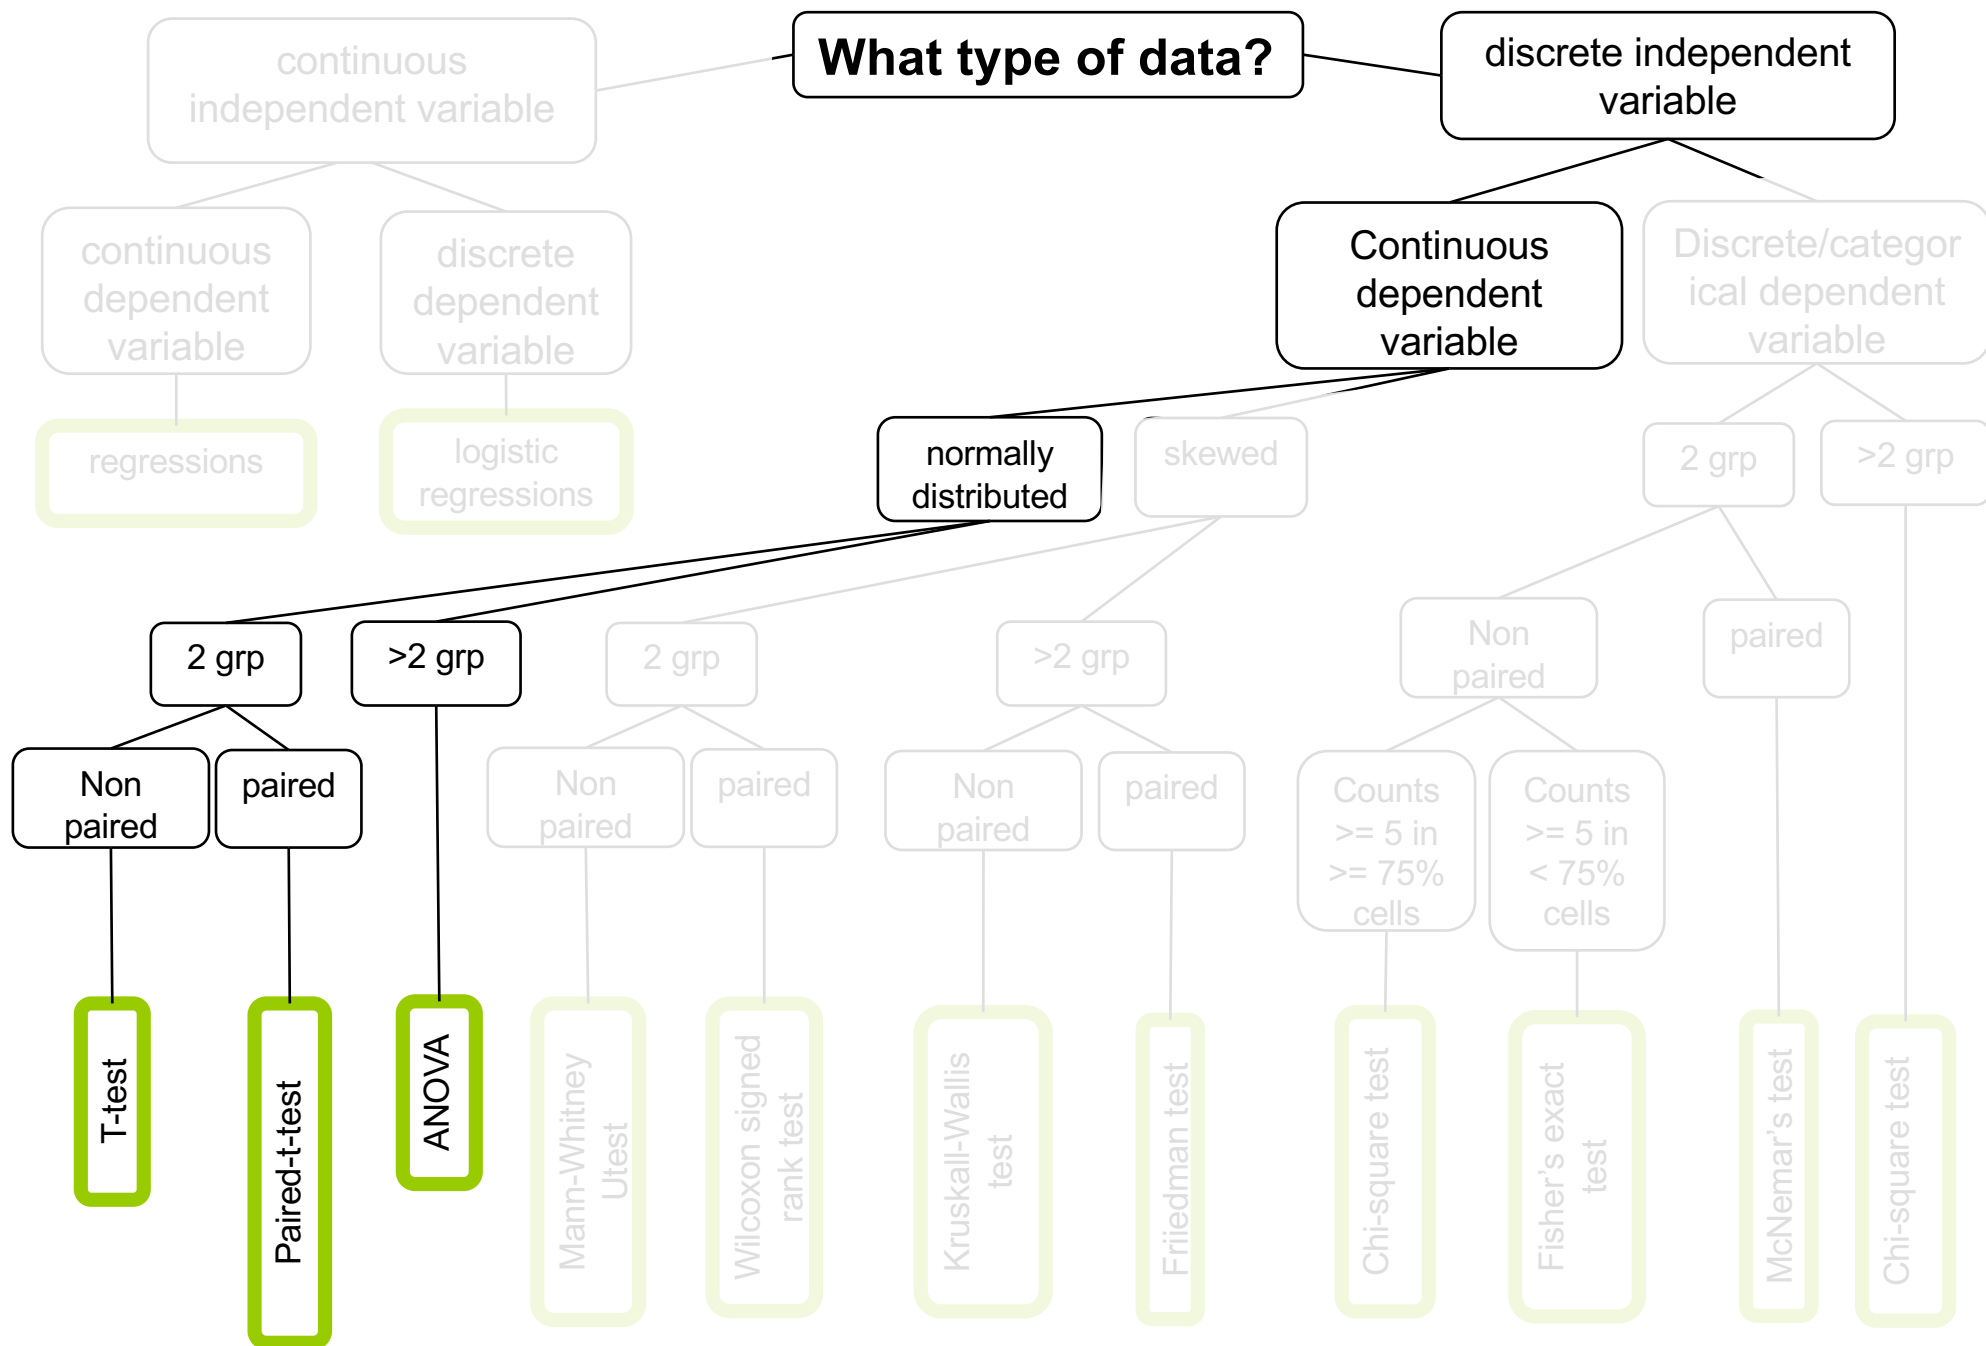 What type of data?
continuous
independent variable
discrete independent
variable
continuous
dependent
variable
discrete
dependent
variable
Continuous
dependent
variable
Discrete/categor
ical dependent
variable
regressions
logistic
regressions
normally
distributed
skewed
2 grp
>2 grp
2 grp
>2 grp
2 grp
>2 grp
Non
paired
paired
Non
paired
paired
Non
paired
paired
Non
paired
paired
Counts
>= 5 in
>= 75%
cells
Counts
>= 5 in
< 75%
cells
T-test
Paired-t-test
ANOVA
Mann-Whitney
Utest
Wilcoxon signed
rank test
Kruskall-Wallis
test
Friiedman test
Chi-square test
Fisher's exact
test
McNemar's test
Chi-square test